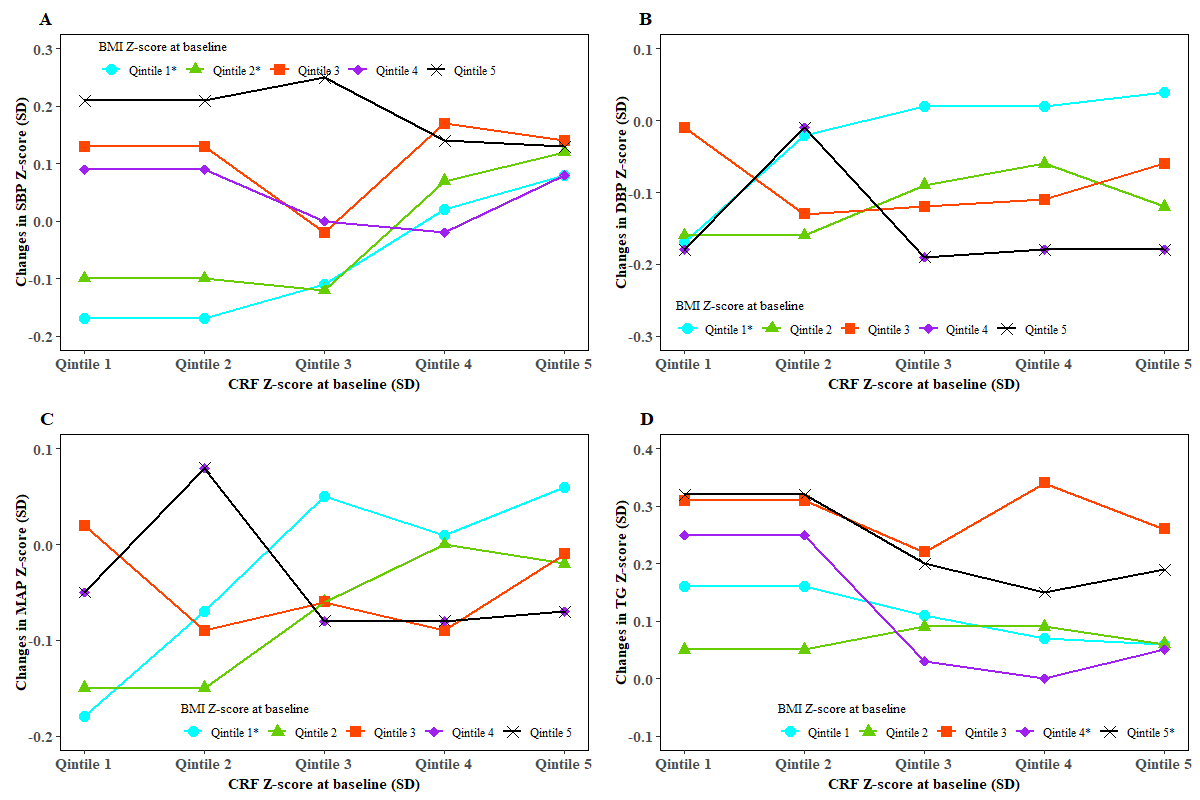 A
Changes in SBP Z-score (SD)
BMI Z-score at baseline
Qintile 1* Qintile 2* Qintile 3 Qintile 4 Qintile 5
0.3
0.2
0.1
0.0
-0.1
-0.2
Qintile 1 Qintile 2 Qintile 3 Qintile 4 Qintile 5
CRF Z-score at baseline (SD)
B
Changes in DBP Z-score (SD)
0.1
0.0
-0.1
-0.2
-0.3
BMI Z-score at baseline
Qintile 1* Qintile 2 Qintile 3 Qintile 4 Qintile 5
Qintile 1 Qintile 2 Qintile 3 Qintile 4 Qintile 5
CRF Z-score at baseline (SD)
C
Changes in MAP Z-score (SD)
0.1
0.0
-0.1
-0.2
BMI Z-score at baseline
Qintile 1* Qintile 2 Qintile 3 Qintile 4 Qintile 5
Qintile 1 Qintile 2 Qintile 3 Qintile 4 Qintile 5
CRF Z-score at baseline (SD)
D
Changes in TG Z-score (SD)
0.4
0.3
0.2
0.1
0.0
-0.1
BMI Z-score at baseline
Qintile 1 Qintile 2 Qintile 3 Qintile 4* Qintile 5*
Qintile 1 Qintile 2 Qintile 3 Qintile 4 Qintile 5
CRF Z-score at baseline (SD)